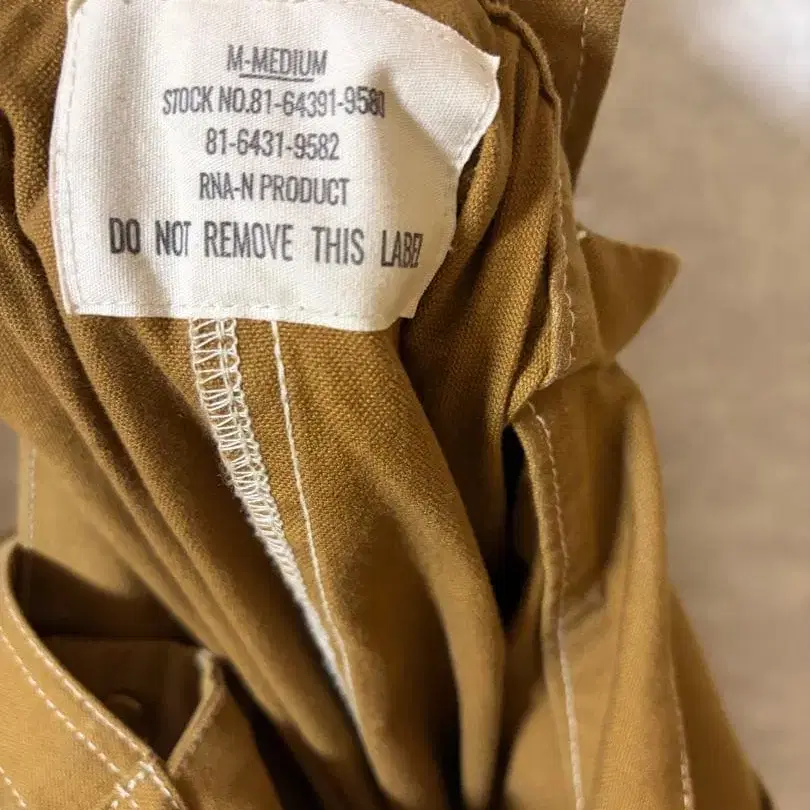 M-MEDIUM
STOCK NO.81-64391-9580
81-6431-9582
RNA-N PRODUCT
DO NOT REMOVE THIS LABEL